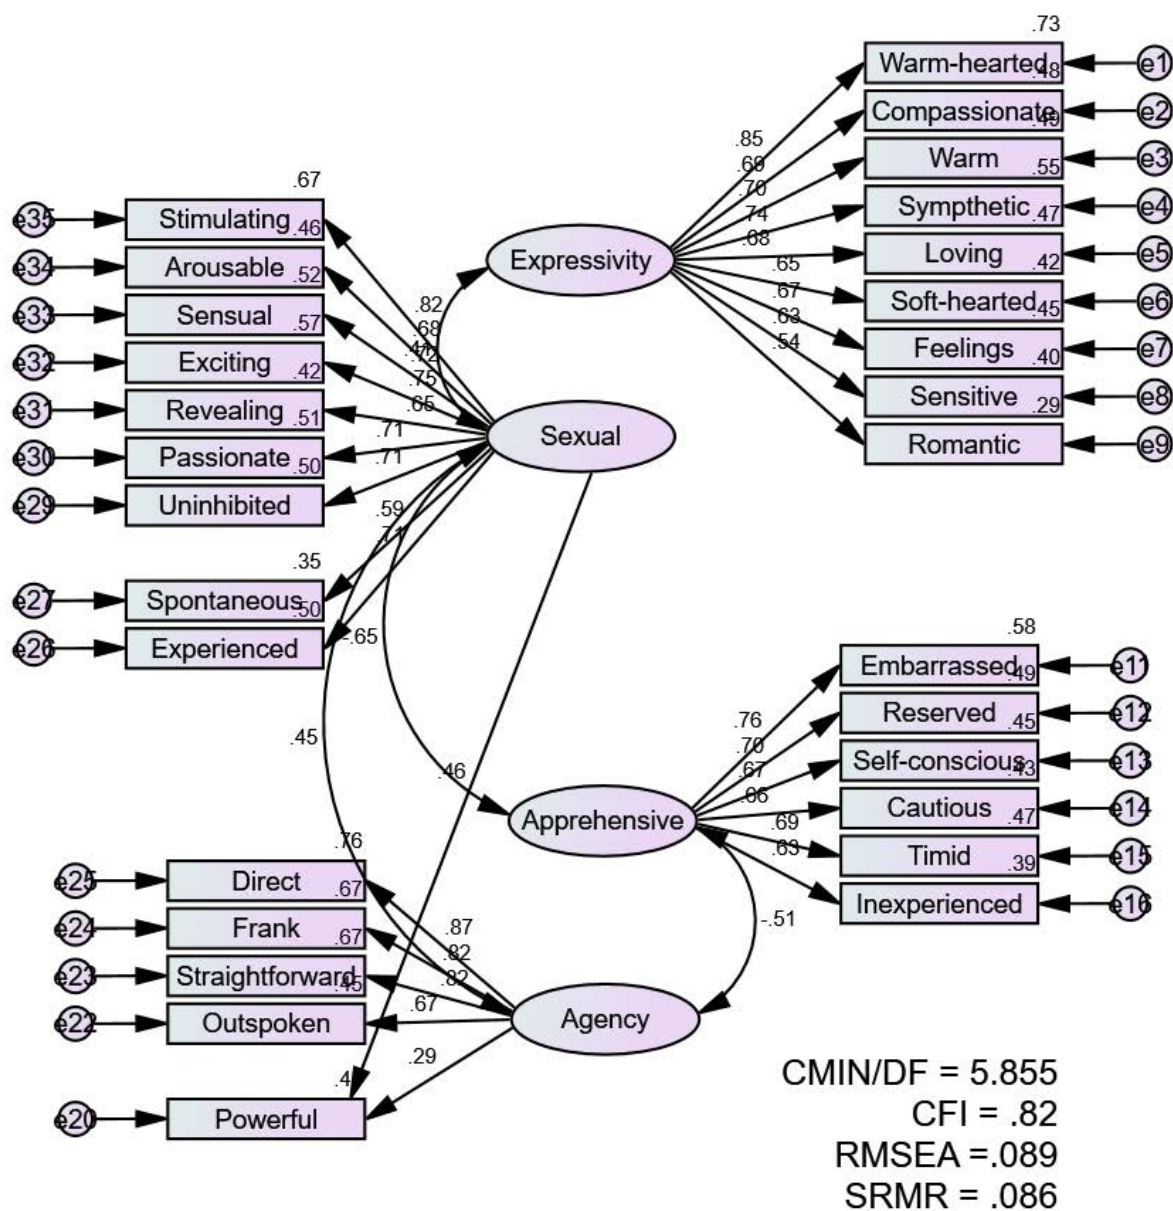 .73
Warm-hearted
.48
e1
Compassionate
.49
e2
.85
Warm
.55
e3
.69
.70
Sympthetic
.47
e4
.74
.68
Loving
.42
e5
.65
Soft-hearted
.45
e6
.67
.63
Feelings
.40
e7
.54
Sensitive
.29
e8
Romantic
e9
Expressivity
.67
e35
Stimulating
.46
e34
Arousable
.52
e33
Sensual
.57
e32
Exciting
.42
e31
Revealing
.51
e30
Passionate
.50
e29
Uninhibited
.82
.68
.72
.75
.65
.71
.71
Sexual
.59
.71
.35
e27
Spontaneous
.50
e26
Experienced
-.65
.45
.46
.58
Embarrassed
.49
e11
Reserved
.45
e12
Self-conscious
.43
e13
Cautious
.47
e14
Timid
.39
e15
Inexperienced
e16
.76
.70
.67
.66
.69
.63
Apprehensive
-.51
.76
e25
Direct
.67
e24
Frank
.67
e23
Straightforward
.45
e22
Outspoken
.87
.82
.82
.67
.29
Agency
e20
Powerful
CMIN/DF = 5.855
CFI = .82
RMSEA =.089
SRMR = .086